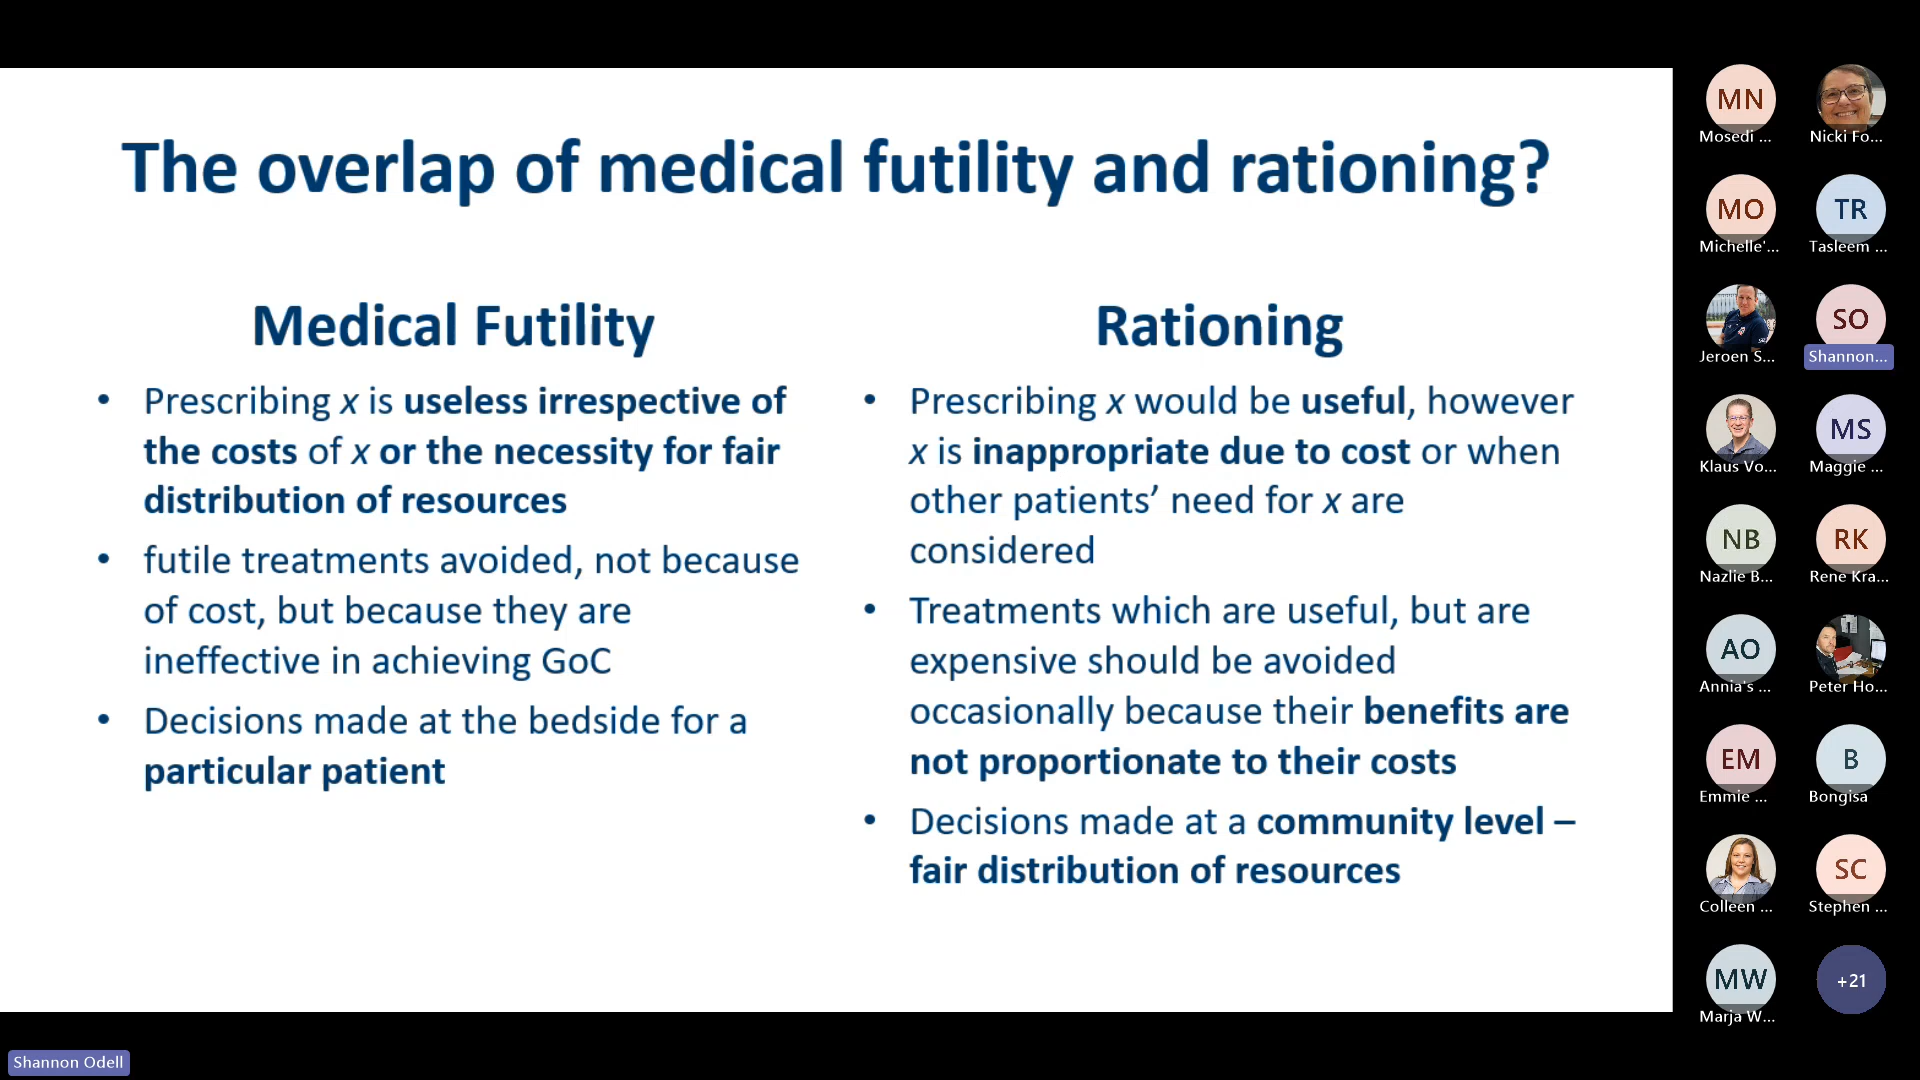 The overlap of medical futility and rationing?
Medical Futility
• Prescribing x is useless irrespective of
the costs of x or the necessity for fair
distribution of resources
• futile treatments avoided, not because
of cost, but because they are
ineffective in achieving GoC
• Decisions made at the bedside for a
particular patient
Rationing
• Prescribing x would be useful, however
x is inappropriate due to cost or when
other patients’ need for x are
considered
• Treatments which are useful, but are
expensive should be avoided
occasionally because their benefits are
not proportionate to their costs
• Decisions made at a community level –
fair distribution of resources
MN
Mosedi ...
Nicki Fo...
MO
Michelle'...
TR
Tasleem ...
Jeroen S...
SO
Shannon...
Klaus Vo...
MS
Maggie ...
NB
Nazlie B...
RK
Rene Kra...
AO
Annia's ...
Peter Ho...
EM
Emmie ...
B
Bongisa
Colleen ...
SC
Stephen ...
MW
Marja W...
+21
Shannon Odell